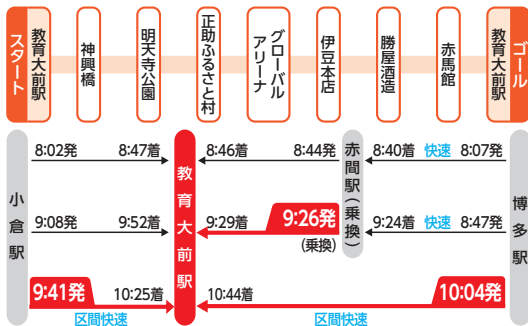 スタート
教育大前駅
神興橋
明天寺公園
正助ふるさと村
グローバルアリーナ
伊豆本店
勝屋酒造
赤馬館
教育大前駅
ゴール
小倉駅
教育大前駅
赤間駅(乗換)
博多駅
8:02発 8:47着 8:46着 8:44発 8:40着 快速 8:07発
9:08発 9:52着 9:29着 9:26発 9:24着 快速 8:47発
(乗換)
9:41発 10:25着 10:44着 10:04発
区間快速 区間快速